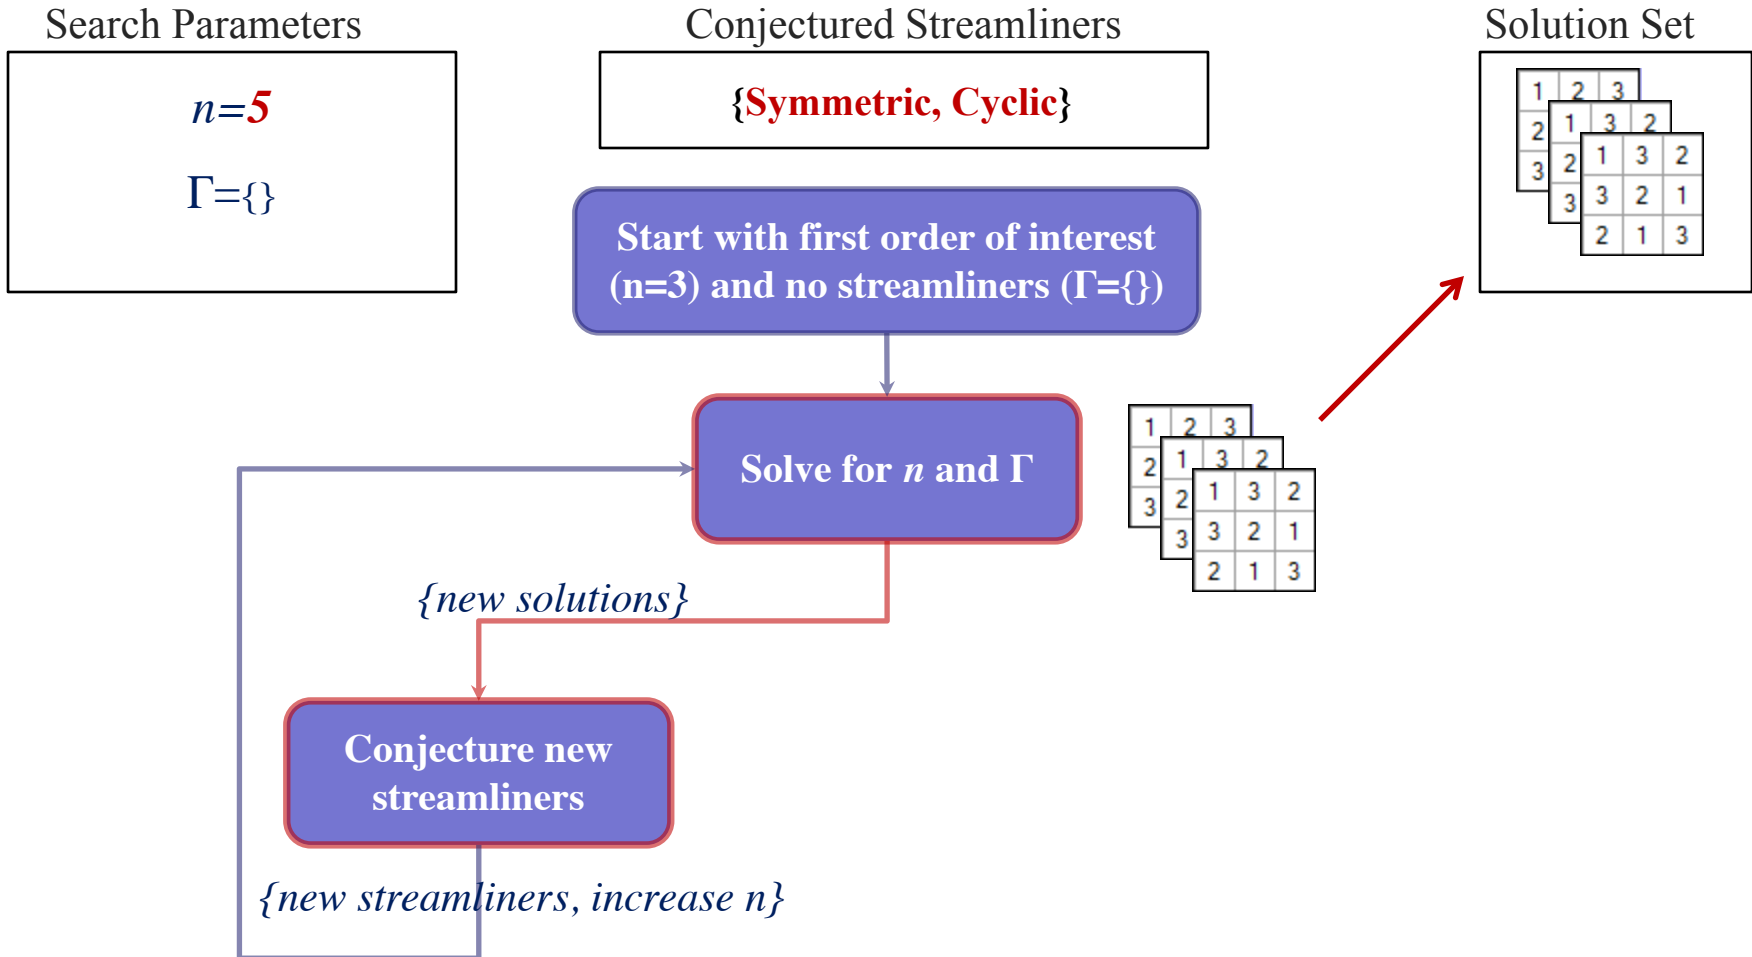 Search Parameters
n=5
Γ={}
Conjectured Streamliners
{Symmetric, Cyclic}
Solution Set
1 2 3
2
3
1 3 2
2
3
1 3 2
3 2 1
2 1 3
Start with first order of interest
(n=3) and no streamliners (Γ={})
Solve for n and Γ
1 2 3
2
3
1 3 2
2
3
1 3 2
3 2 1
2 1 3
{new solutions}
Conjecture new
streamliners
{new streamliners, increase n}